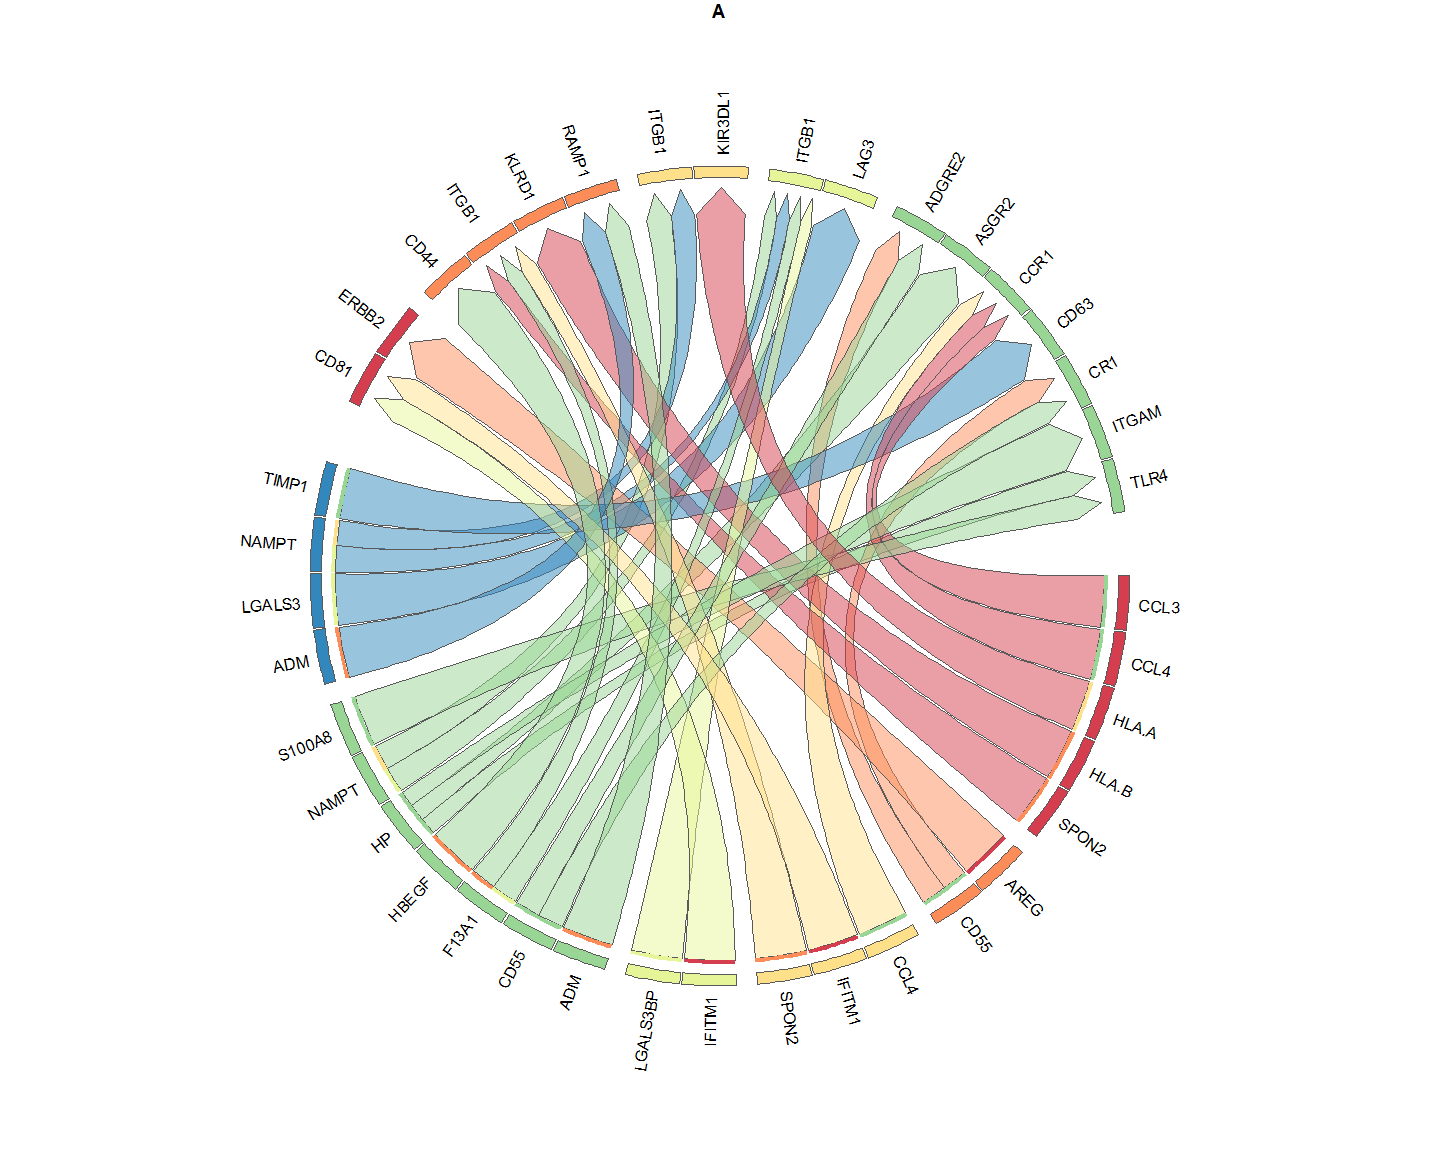 A
ITGB1
KIR3DL1
ITGB1
LAG3
ADGRE2
ASGR2
CCR1
CD63
CR1
ITGAM
TLR4
CCL3
CCL4
HLA.A
HLA.B
SPON2
AREG
CD55
CCL4
IFITM1
SPON2
IFITM1
LGALS3BP
ADM
CD55
F13A1
HBEGF
HP
NAMPT
S100A8
ADM
LGALS3
NAMPT
TIMP1
CD81
ERBB2
CD44
ITGB1
KLRD1
RAMP1